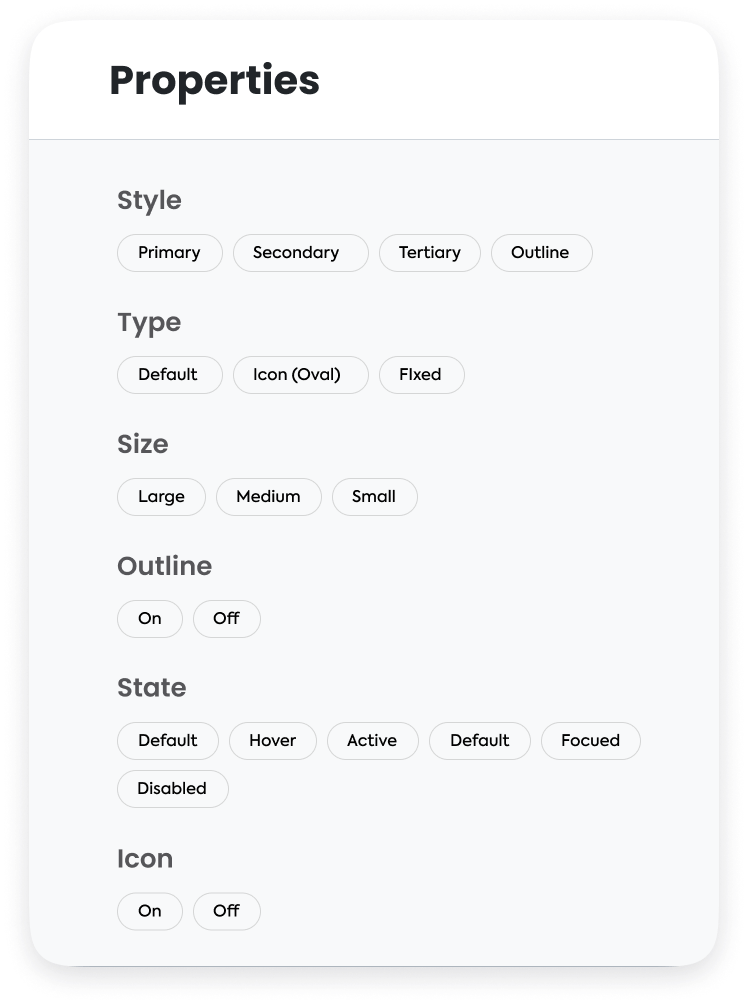 Properties
Style
Primary Secondary Tertiary Outline
Type
Default Icon (Oval) FIxed
Size
Large Medium Small
Outline
On Off
State
Default Hover Active Default Focued
Disabled
Icon
On Off